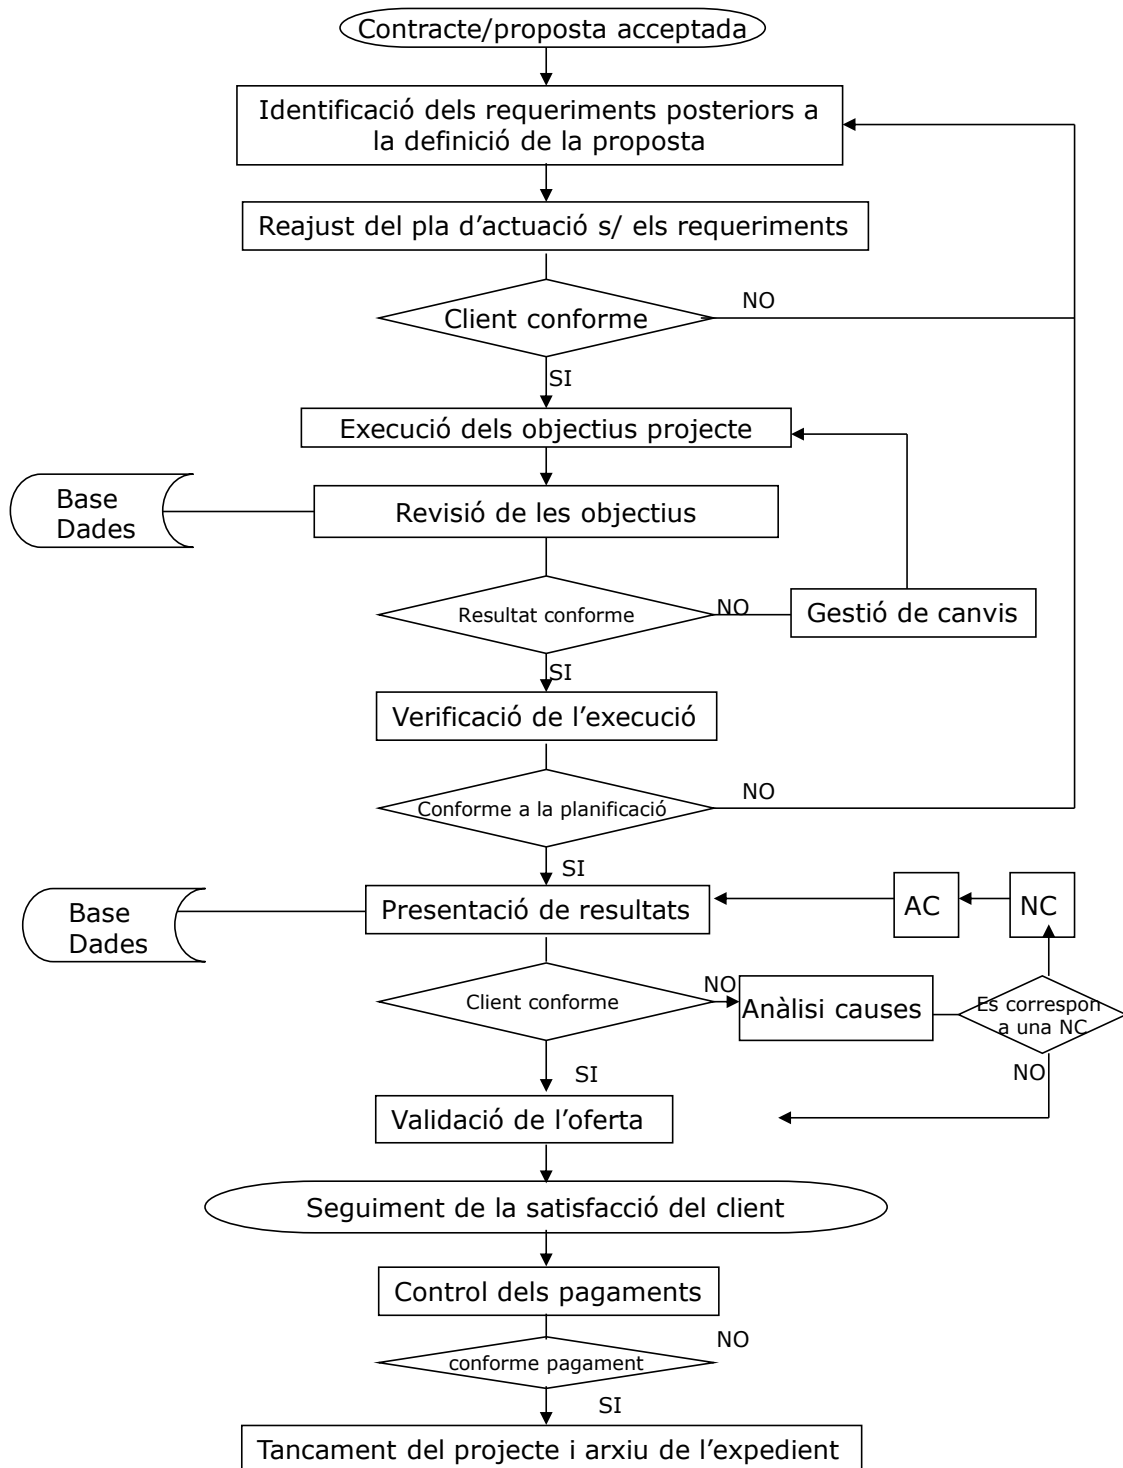 Contracte/proposta acceptada
Identificació dels requeriments posteriors a
la definició de la proposta
Reajust del pla d’actuació s/ els requeriments
Client conforme
NO
SI
Execució dels objectius projecte
Base
Dades
Revisió de les objectius
Resultat conforme
NO
Gestió de canvis
SI
Verificació de l’execució
Conforme a la planificació
NO
SI
Base
Dades
Presentació de resultats
AC
NC
Client conforme
NO
Anàlisi causes
Es correspon
a una NC
NO
SI
Validació de l’oferta
Seguiment de la satisfacció del client
Control dels pagaments
conforme pagament
NO
SI
Tancament del projecte i arxiu de l’expedient